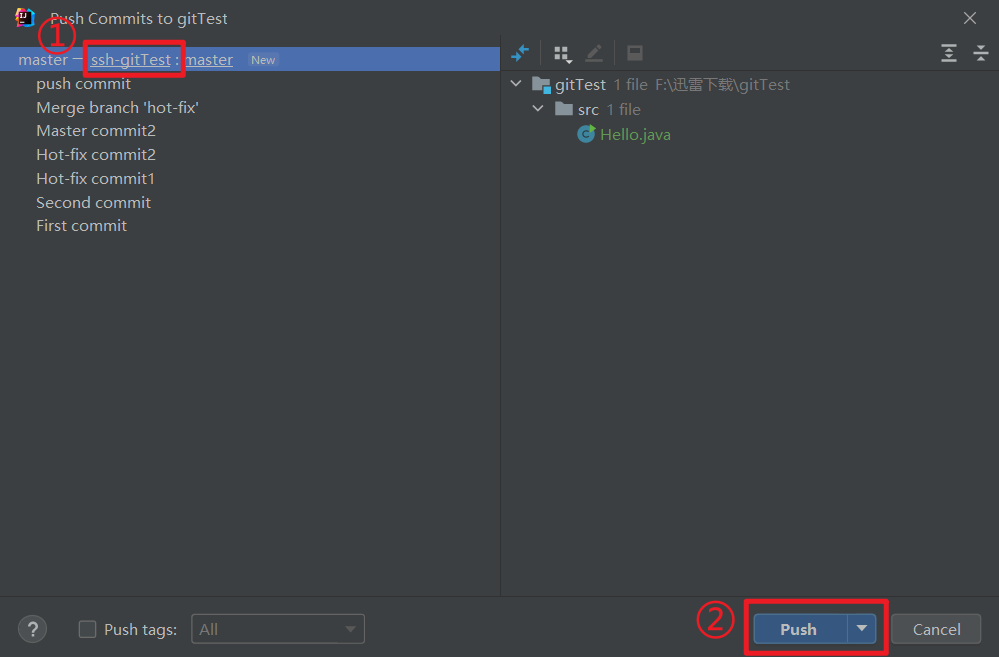 Push Commits to gitTest
①
master — ssh-gitTest : master New
push commit
Merge branch 'hot-fix'
Master commit2
Hot-fix commit2
Hot-fix commit1
Second commit
First commit
gitTest 1 file F:\迅雷下载\gitTest
src 1 file
C Hello.java
? Push tags: All
②
Push
Cancel